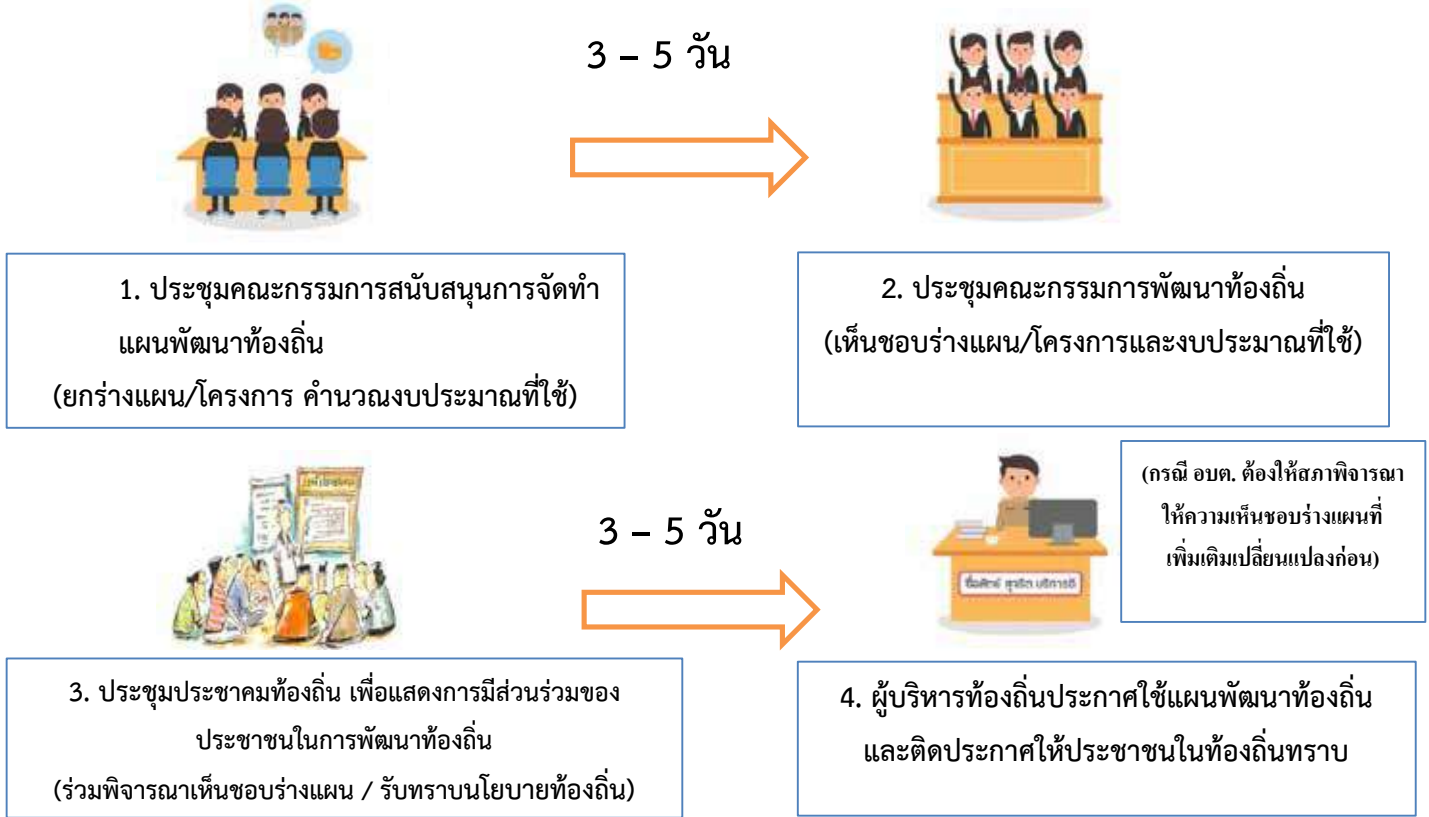 3 – 5 วัน
1. ประชุมคณะกรรมการสนับสนุนการจัดทำ
แผนพัฒนาท้องถิ่น
(ยกร่างแผน/โครงการ คำนวณงบประมาณที่ใช้)
2. ประชุมคณะกรรมการพัฒนาท้องถิ่น
(เห็นชอบร่างแผน/โครงการและงบประมาณที่ใช้)
3 – 5 วัน
ซื่อสัตย์ สุจริต บริการดี
(กรณี อบต. ต้องให้สภาพิจารณา
ให้ความเห็นชอบร่างแผนที่
เพิ่มเติมเปลี่ยนแปลงก่อน)
3. ประชุมประชาคมท้องถิ่น เพื่อแสดงการมีส่วนร่วมของ
ประชาชนในการพัฒนาท้องถิ่น
(ร่วมพิจารณาเห็นชอบร่างแผน / รับทราบนโยบายท้องถิ่น)
4. ผู้บริหารท้องถิ่นประกาศใช้แผนพัฒนาท้องถิ่น
และติดประกาศให้ประชาชนในท้องถิ่นทราบ